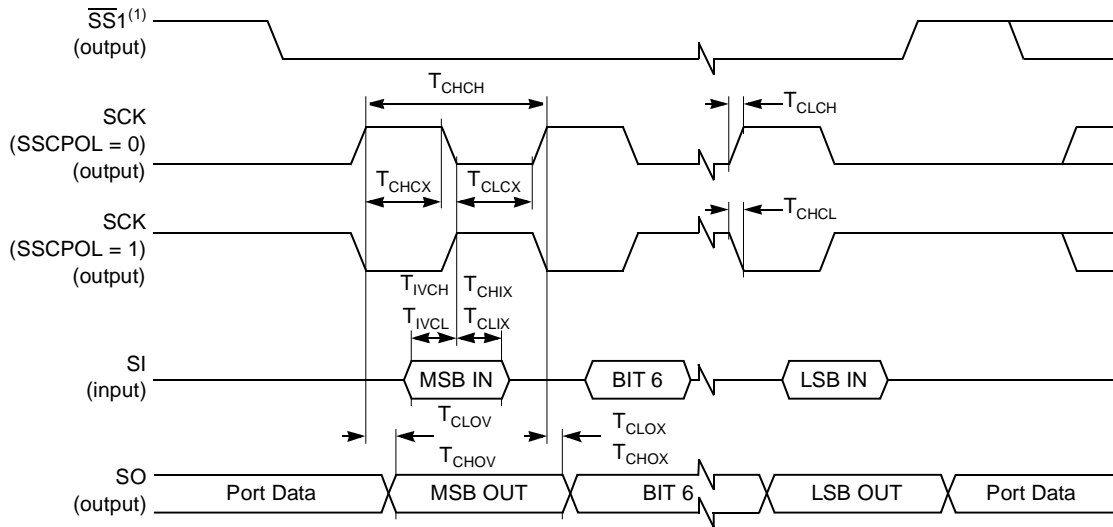 SS1(1)
(output)
TCHCH
TCLCH
SCK
(SSCPOL = 0)
(output)
TCHCX
TCLCX
TCHCL
SCK
(SSCPOL = 1)
(output)
TIVCH
TCHIX
TIVCL
TCLIX
SI
(input)
MSB IN
BIT 6
LSB IN
TCLOV
TCLOX
TCHOV
TCHOX
SO
(output)
Port Data
MSB OUT
BIT 6
LSB OUT
Port Data